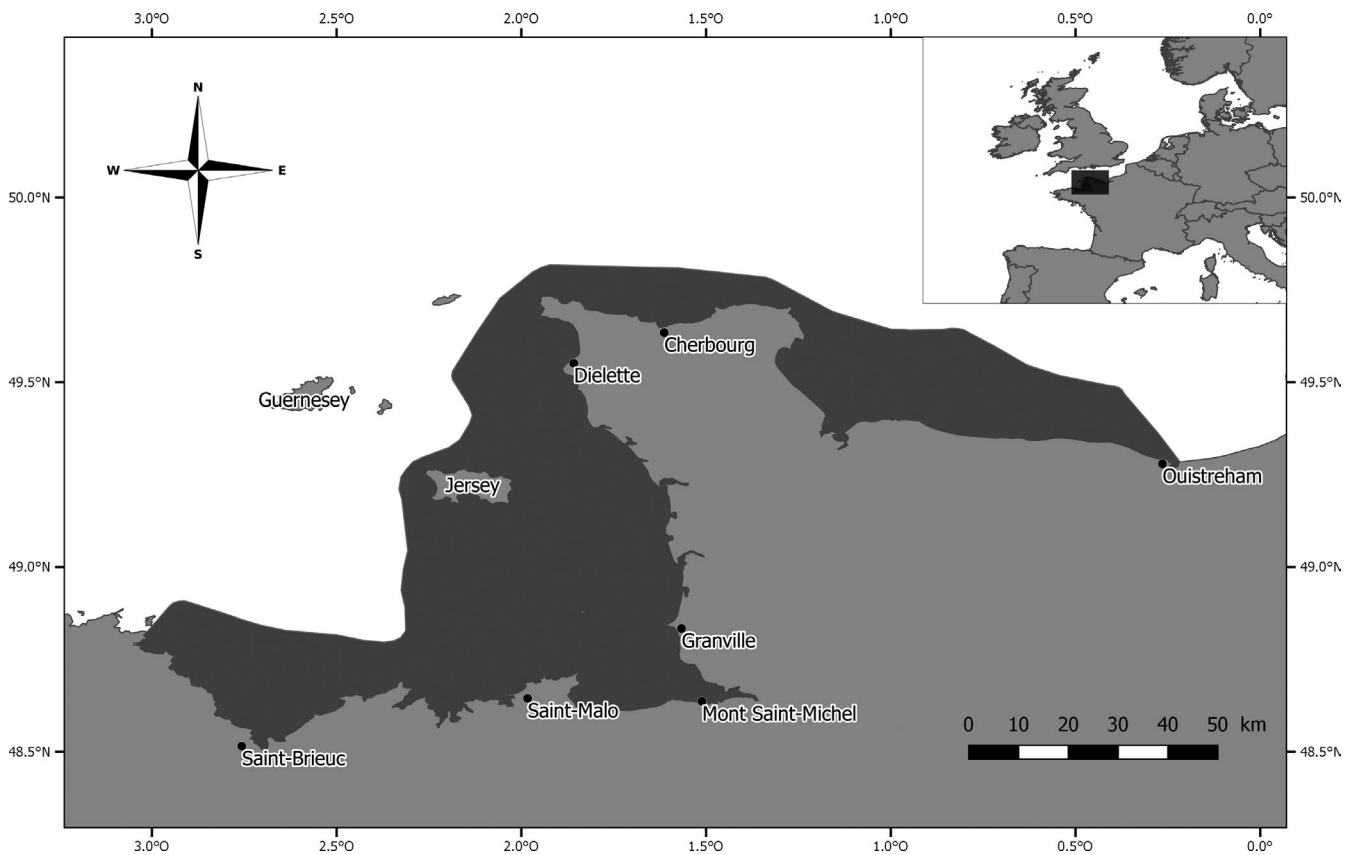 3.0°O 2.5°O 2.0°O 1.5°O 1.0°O 0.5°O 0.0°
N
W E
S
50.0°N 50.0°N
Cherbourg
Dielette
49.5°N 49.5°N
Guernesey
Ouistreham
Jersey
49.0°N 49.0°N
Granville
Saint-Malo
Mont Saint-Michel
0 10 20 30 40 50 km
48.5°N 48.5°N
Saint-Brieuc
3.0°O 2.5°O 2.0°O 1.5°O 1.0°O 0.5°O 0.0°